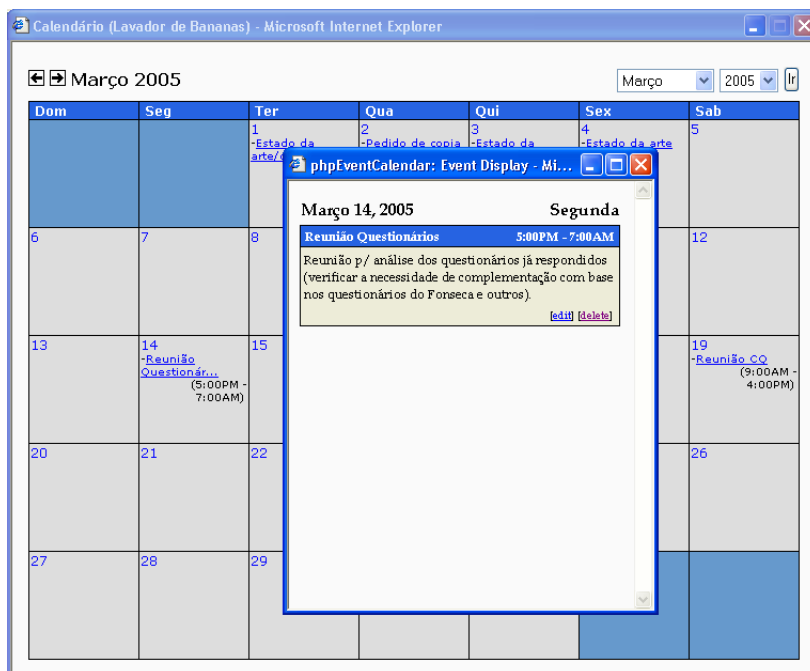 Calendário (Lavador de Bananas) - Microsoft Internet Explorer
Março 2005
Março 2005 Ir
Dom Seg Ter Qua Qui Sex Sab
1 2 3 4 5
-Estado da -Pedido de copia -Estado da -Estado da arte
arte/
phpEventCalendar: Event Display - Mi...
Março 14, 2005 Segunda
Reunião Questionários 5:00PM - 7:00AM
Reunião p/ análise dos questionários já respondidos
(verificar a necessidade de complementação com base
nos questionários do Fonseca e outros).
[edit] [delete]
6 7 8 12
13 14 15 19
-Reunião
Questionár...
(5:00PM -
7:00AM)
-Reunião CQ
(9:00AM -
4:00PM)
20 21 22 26
27 28 29